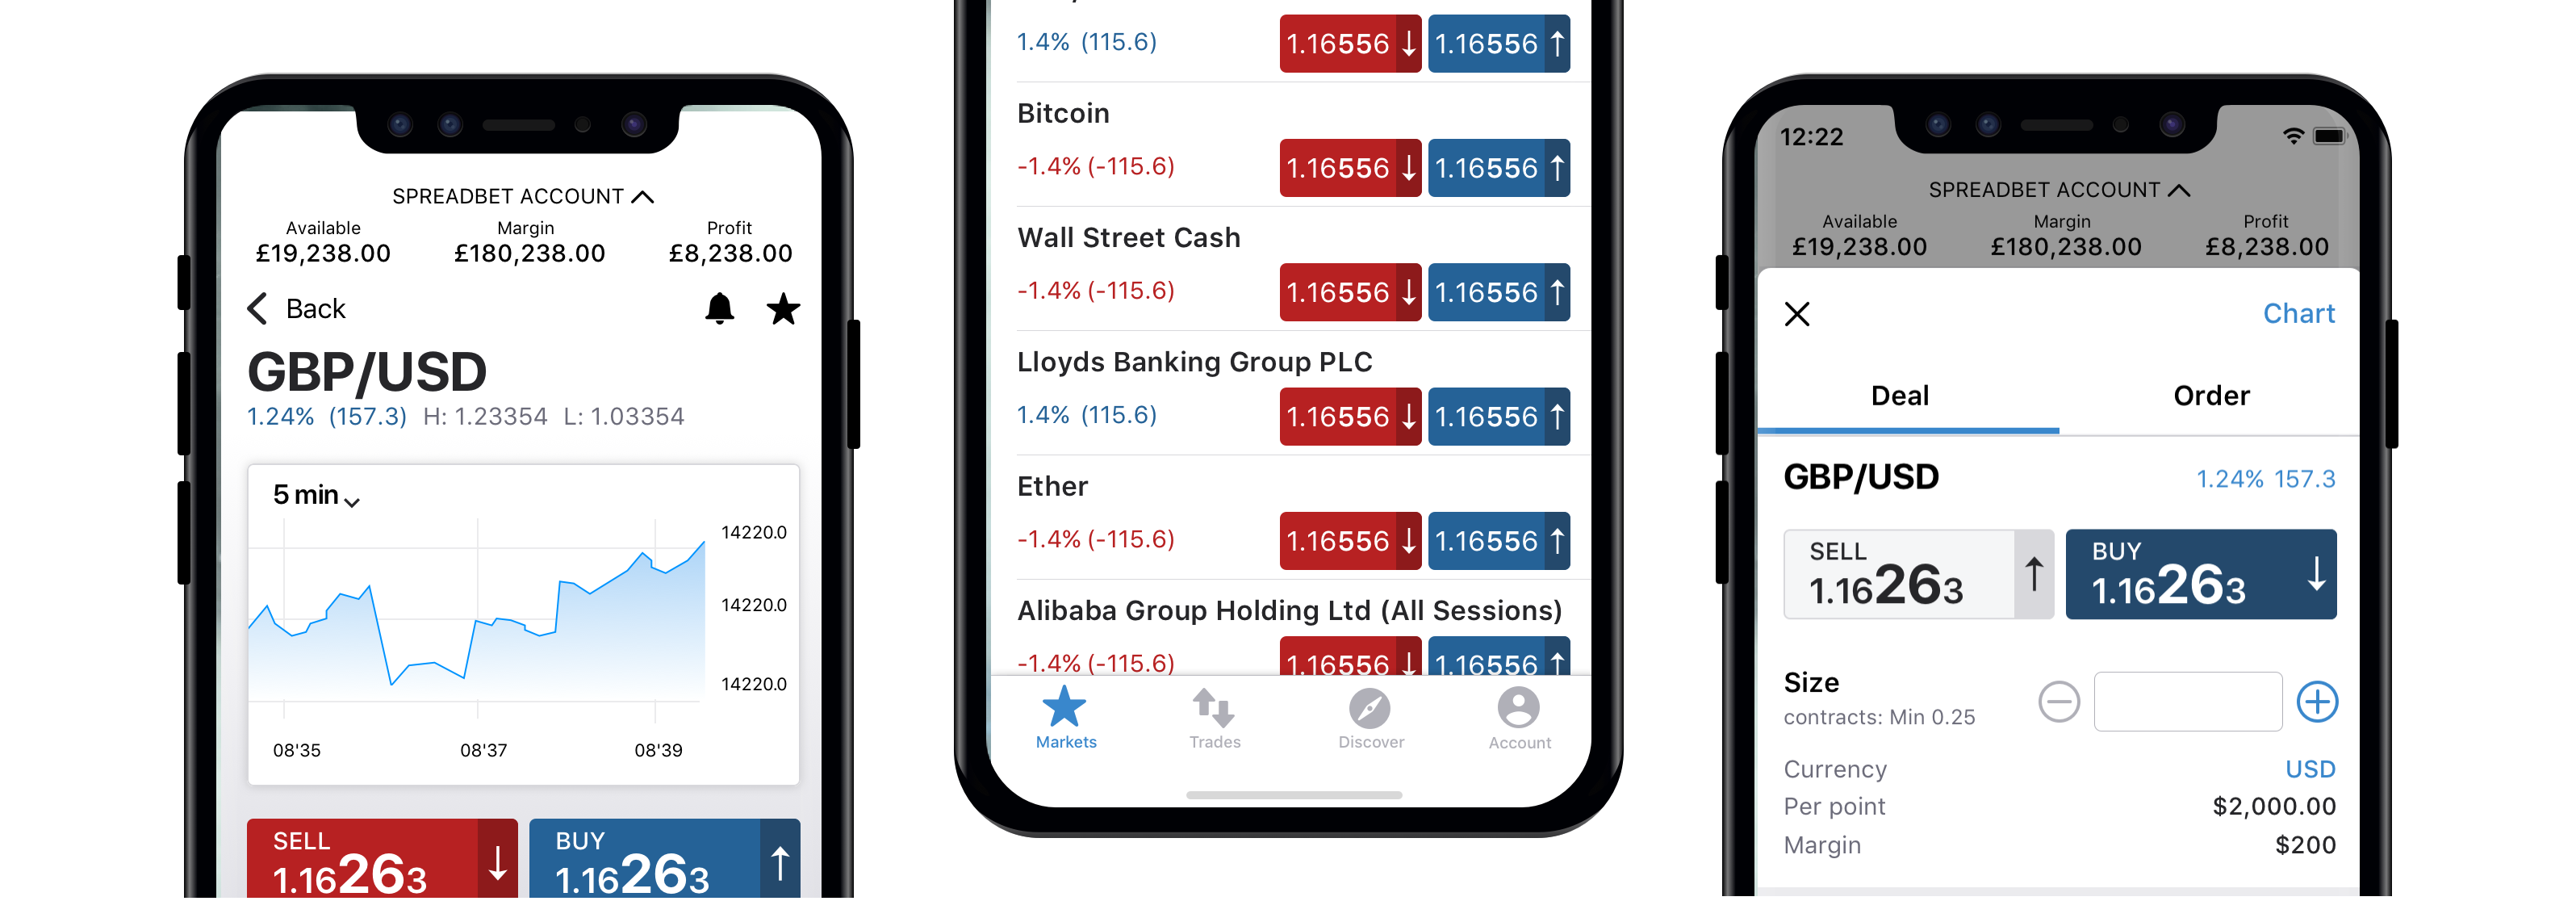 SPREADBET ACCOUNT
Available Margin Profit
£19,238.00 £180,238.00 £8,238.00
Back
GBP/USD
1.24% (157.3) H: 1.23354 L: 1.03354
5 min
14220.0
14220.0
14220.0
08'35 08'37 08'39
SELL BUY
1.16263 1.16263
1.4% (115.6) 1.16556 1.16556
Bitcoin
-1.4% (-115.6) 1.16556 1.16556
Wall Street Cash
-1.4% (-115.6) 1.16556 1.16556
Lloyds Banking Group PLC
1.4% (115.6) 1.16556 1.16556
Ether
-1.4% (-115.6) 1.16556 1.16556
Alibaba Group Holding Ltd (All Sessions)
-1.4% (-115.6) 1.16556 1.16556
Markets Trades Discover Account
12:22
SPREADBET ACCOUNT
Available Margin Profit
£19,238.00 £180,238.00 £8,238.00
Chart
Deal Order
GBP/USD 1.24% 157.3
SELL BUY
1.16263 1.16263
Size
contracts: Min 0.25
Currency USD
Per point $2,000.00
Margin $200